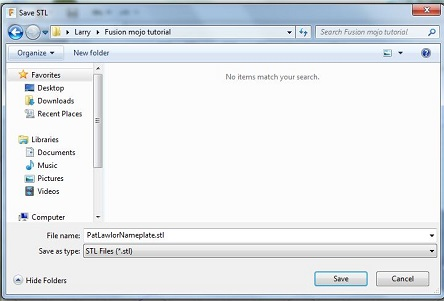 Save STL
Larry Fusion mojo tutorial
Search Fusion mojo tutorial
Organize New folder
Favorites
Desktop
Downloads
Recent Places
Libraries
Documents
Music
Pictures
Videos
Computer
No items match your search.
File name: PatLawlorNameplate.stl
Save as type: STL Files (*.stl)
Hide Folders
Save Cancel